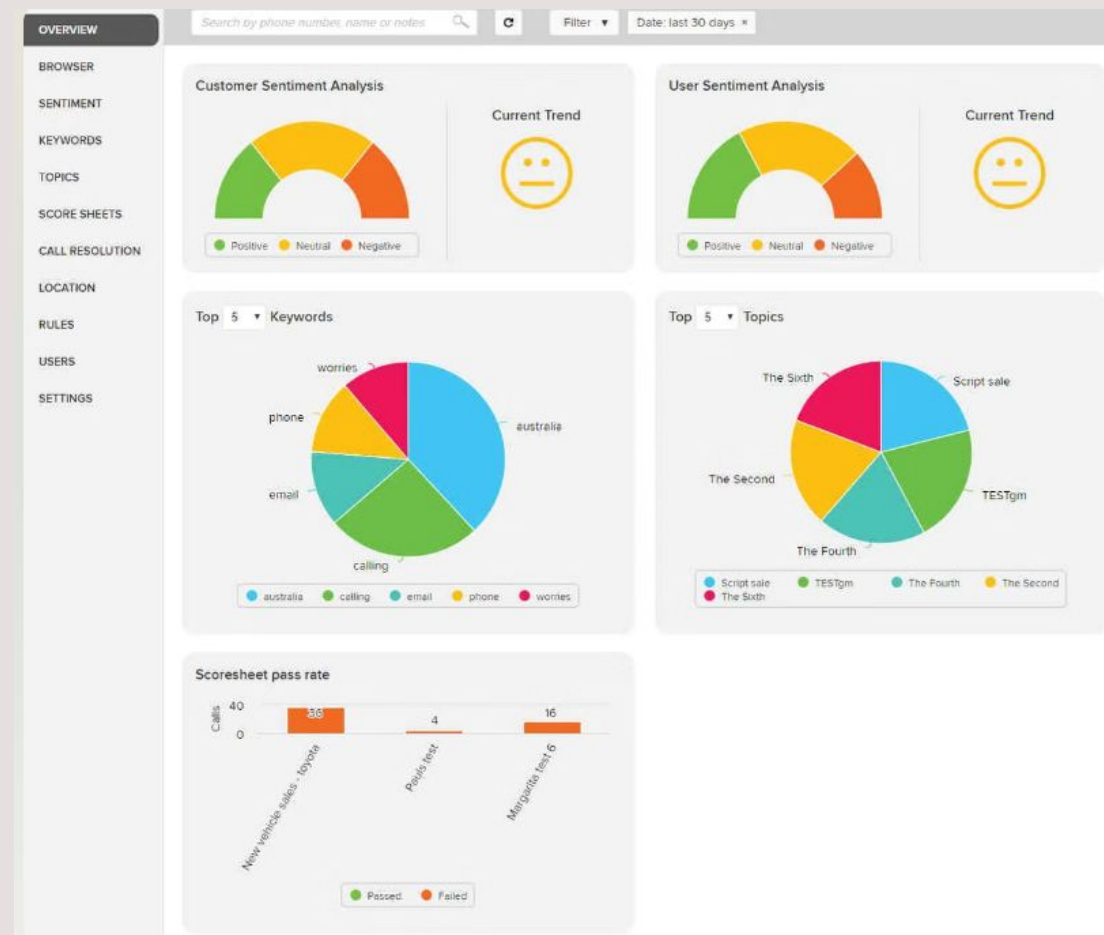 OVERVIEW
BROWSER
SENTIMENT
KEYWORDS
TOPICS
SCORE SHEETS
CALL RESOLUTION
LOCATION
RULES
USERS
SETTINGS
Search by phone number, name or notes
Filter ▼ Date: last 30 days ×
Customer Sentiment Analysis
Current Trend
Positive Neutral Negative
User Sentiment Analysis
Current Trend
Positive Neutral Negative
Top 5 ▼ Keywords
worries
phone
australia
email
calling
australia calling email phone worries
Top 5 ▼ Topics
The Sixth
Script sale
The Second
TESTgm
The Fourth
Script sale TESTgm The Fourth The Second
The Sixth
Scoresheet pass rate
Calls
40
0
36
4
16
New vehicle sales - toyota
Pauls test
Margarita test 6
Passed Failed